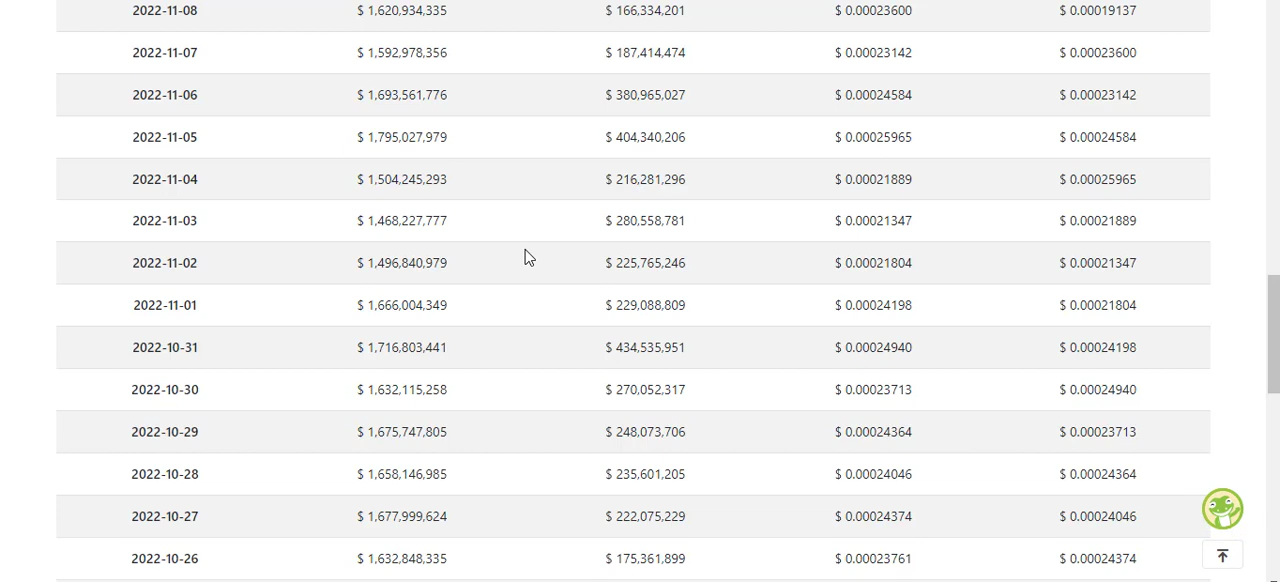 2022-11-08 $ 1,620,934,335 $ 166,334,201 $ 0.00023600 $ 0.00019137
2022-11-07 $ 1,592,978,356 $ 187,414,474 $ 0.00023142 $ 0.00023600
2022-11-06 $ 1,693,561,776 $ 380,965,027 $ 0.00024584 $ 0.00023142
2022-11-05 $ 1,795,027,979 $ 404,340,206 $ 0.00025965 $ 0.00024584
2022-11-04 $ 1,504,245,293 $ 216,281,296 $ 0.00021889 $ 0.00025965
2022-11-03 $ 1,468,227,777 $ 280,558,781 $ 0.00021347 $ 0.00021889
2022-11-02 $ 1,496,840,979 $ 225,765,246 $ 0.00021804 $ 0.00021347
2022-11-01 $ 1,666,004,349 $ 229,088,809 $ 0.00024198 $ 0.00021804
2022-10-31 $ 1,716,803,441 $ 434,535,951 $ 0.00024940 $ 0.00024198
2022-10-30 $ 1,632,115,258 $ 270,052,317 $ 0.00023713 $ 0.00024940
2022-10-29 $ 1,675,747,805 $ 248,073,706 $ 0.00024364 $ 0.00023713
2022-10-28 $ 1,658,146,985 $ 235,601,205 $ 0.00024046 $ 0.00024364
2022-10-27 $ 1,677,999,624 $ 222,075,229 $ 0.00024374 $ 0.00024046
2022-10-26 $ 1,632,848,335 $ 175,361,899 $ 0.00023761 $ 0.00024374